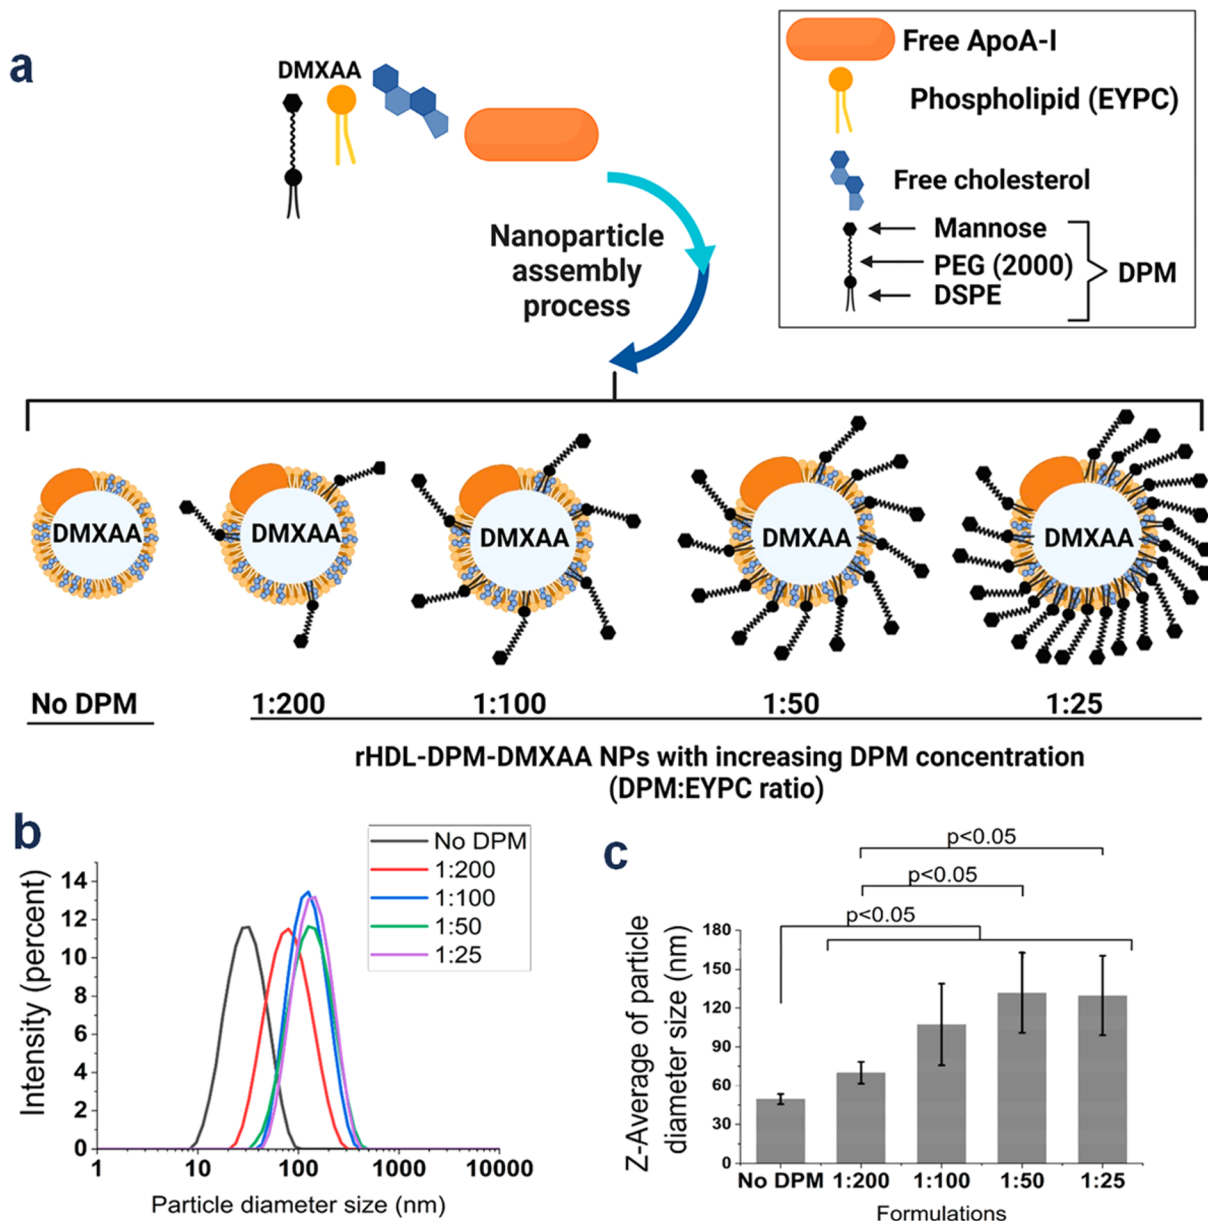 a
DMXAA
Nanoparticle
assembly
process
Free ApoA-I
Phospholipid (EYPC)
Free cholesterol
Mannose
PEG (2000)
DSPE
DPM
DMXAA
DMXAA
DMXAA
DMXAA
DMXAA
No DPM
1:200
1:100
1:50
1:25
rHDL-DPM-DMXAA NPs with increasing DPM concentration
(DPM:EYPC ratio)
b
No DPM
1:200
1:100
1:50
1:25
Intensity (percent)
14
12
10
8
6
4
2
0
1
10
100
1000
10000
Particle diameter size (nm)
c
p<0.05
p<0.05
p<0.05
Z-Average of particle
diameter size (nm)
180
150
120
90
60
30
0
No DPM
1:200
1:100
1:50
1:25
Formulations